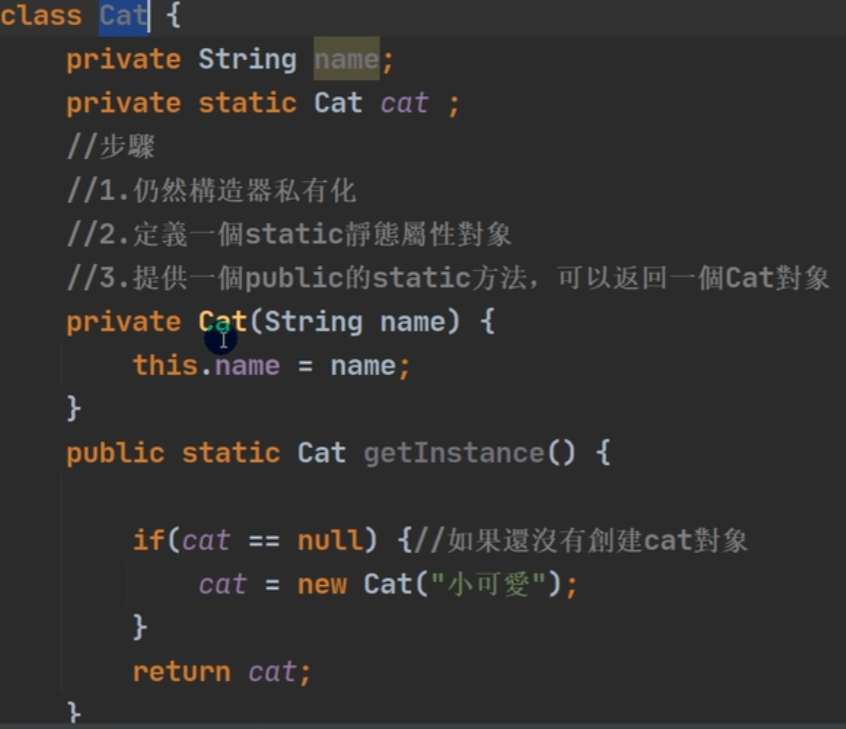 class Cat {
private String name;
private static Cat cat ;
//步驟
//1.仍然構造器私有化
//2.定義一個static靜態屬性對象
//3.提供一個public的static方法，可以返回一個Cat對象
private Cat(String name) {
this.name = name;
}
public static Cat getInstance() {
if(cat == null) {//如果還沒有創建cat對象
cat = new Cat("小可愛");
}
return cat;
}